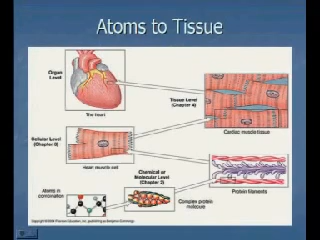 Atoms to Tissue
Organ
Level
The heart
Tissue Level
(Chapter 4)
Cardiac muscle tissue
Cellular Level
(Chapter 3)
Heart muscle cell
Chemical or
Molecular Level
(Chapter 2)
Protein filaments
Atoms in
combination
Complex protein
molecule